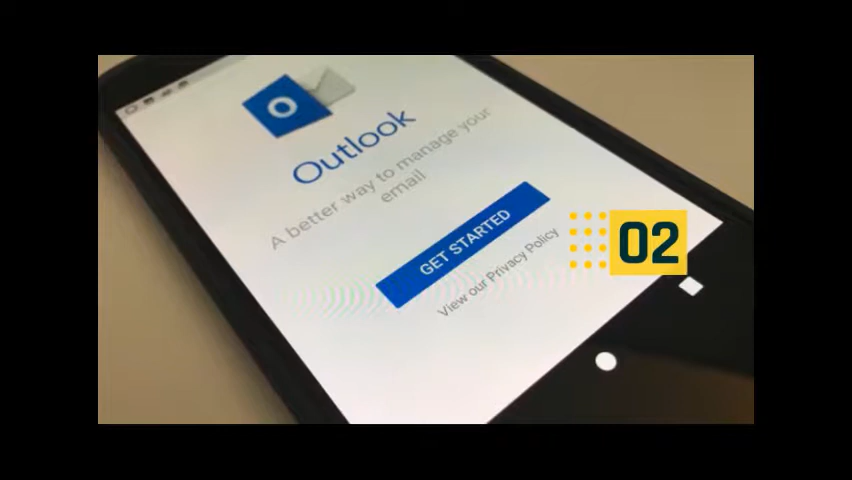 O
Outlook
A better way to manage your
email
GET STARTED
View our Privacy Policy
02